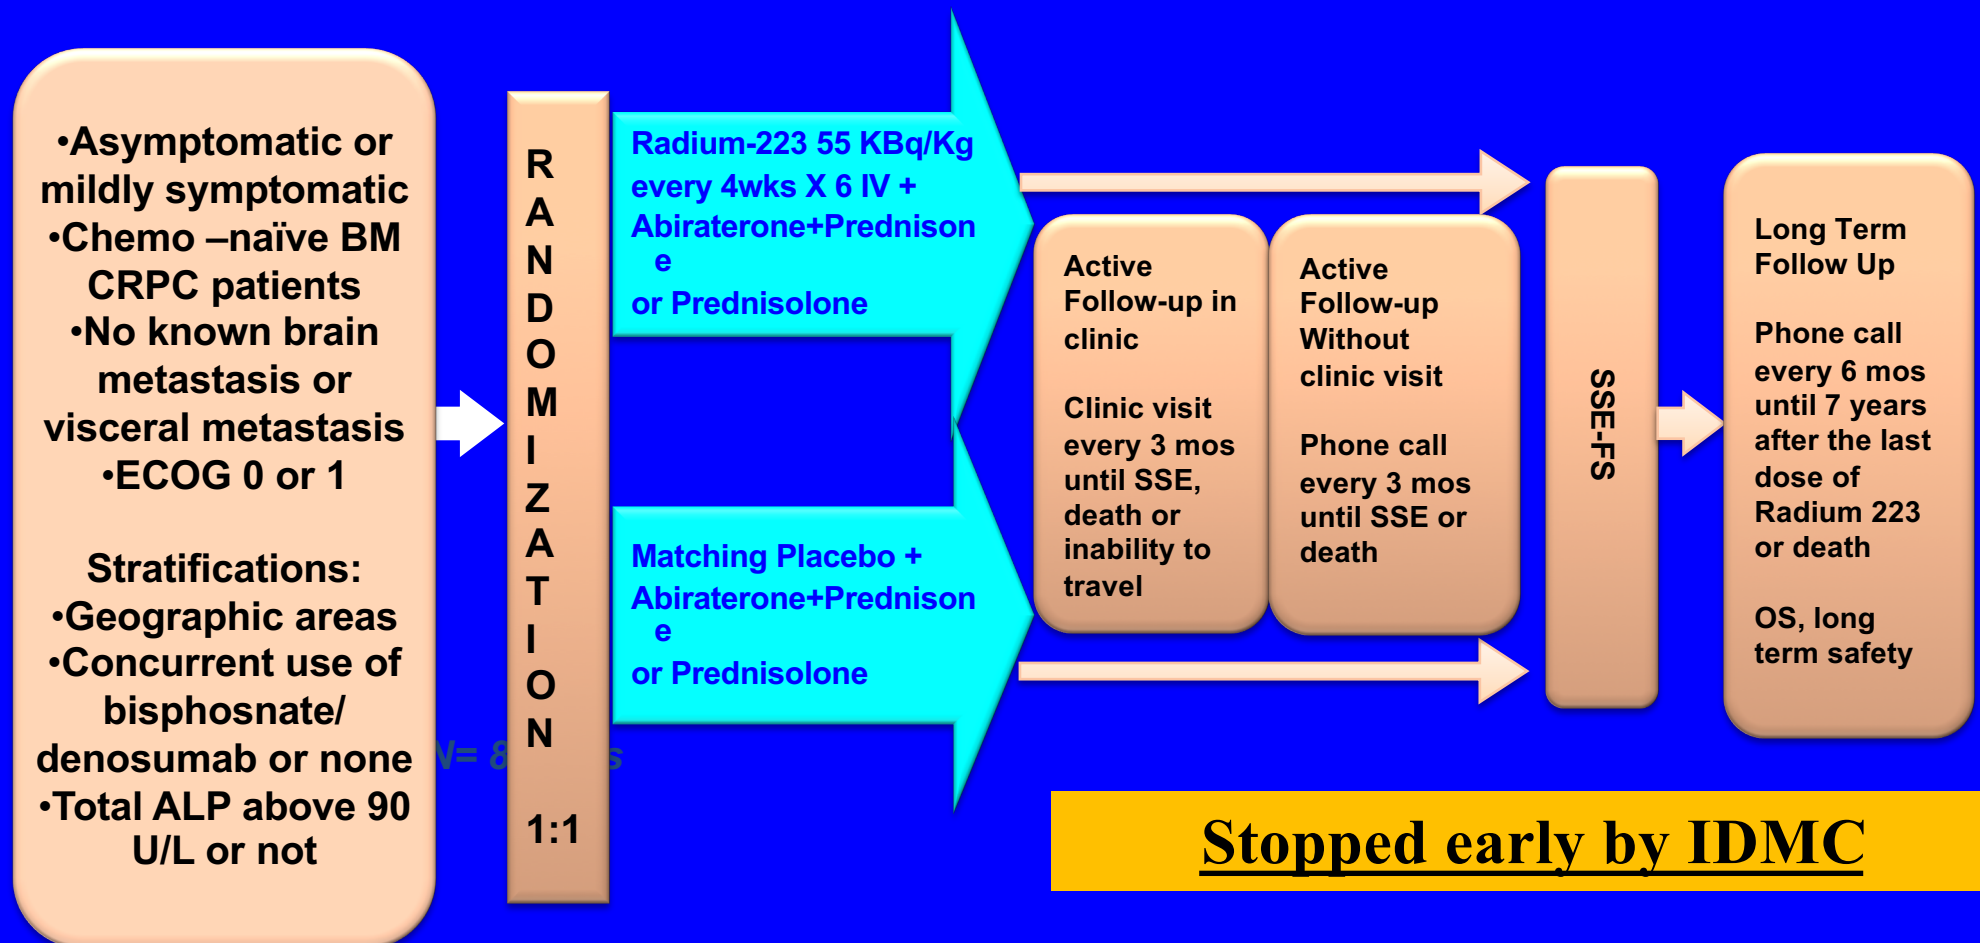 •Asymptomatic or
mildly symptomatic
•Chemo –naïve BM
CRPC patients
•No known brain
metastasis or
visceral metastasis
•ECOG 0 or 1
Stratifications:
•Geographic areas
•Concurrent use of
bisphosnate/
denosumab or none
•Total ALP above 90
U/L or not
N= 8
s
R
A
N
D
O
M
I
Z
A
T
I
O
N
1:1
Radium-223 55 KBq/Kg
every 4wks X 6 IV +
Abiraterone+Prednison
e
or Prednisolone
Matching Placebo +
Abiraterone+Prednison
e
or Prednisolone
Active
Follow-up in
clinic
Clinic visit
every 3 mos
until SSE,
death or
inability to
travel
Active
Follow-up
Without
clinic visit
Phone call
every 3 mos
until SSE or
death
SSE-FS
Long Term
Follow Up
Phone call
every 6 mos
until 7 years
after the last
dose of
Radium 223
or death
OS, long
term safety
Stopped early by IDMC